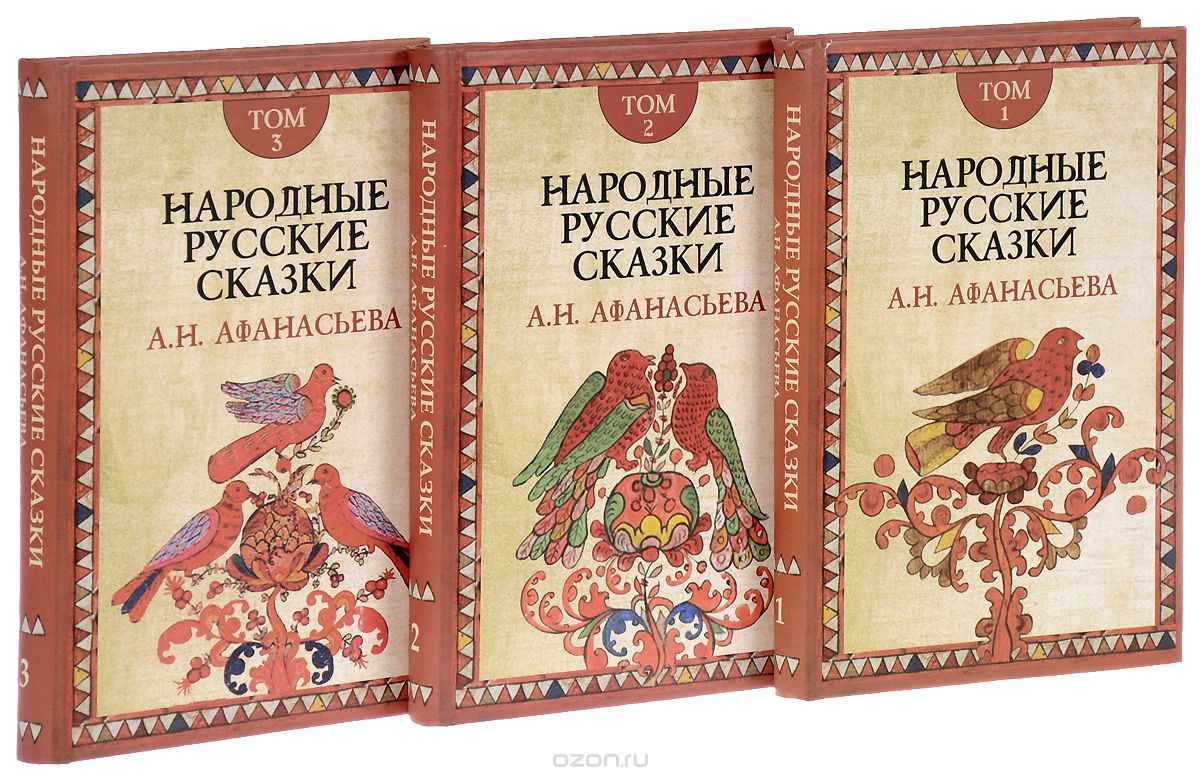 ТОМ
3
НАРОДНЫЕ
РУССКИЕ
СКАЗКИ
А.Н. АФАНАСЬЕВА
НАРОДНЫЕ РУССКИЕ СКАЗКИ
А.Н. АФАНАСЬЕВА
3
ТОМ
2
НАРОДНЫЕ
РУССКИЕ
СКАЗКИ
А.Н. АФАНАСЬЕВА
НАРОДНЫЕ РУССКИЕ СКАЗКИ
А.Н. АФАНАСЬЕВА
2
ТОМ
1
НАРОДНЫЕ
РУССКИЕ
СКАЗКИ
А.Н. АФАНАСЬЕВА
НАРОДНЫЕ РУССКИЕ СКАЗКИ
А.Н. АФАНАСЬЕВА
1
ozon.ru